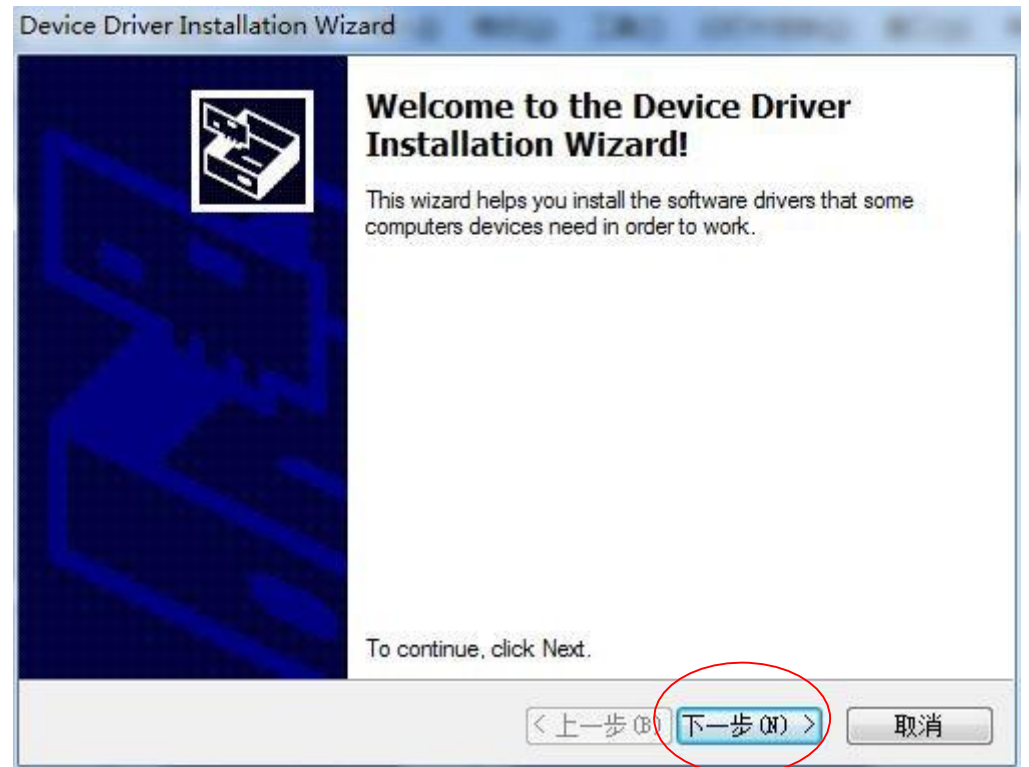 Device Driver Installation Wizard
Welcome to the Device Driver
Installation Wizard!
This wizard helps you install the software drivers that some
computers devices need in order to work.
To continue, click Next.
< 上一步(B) 下一步(N) > 取消